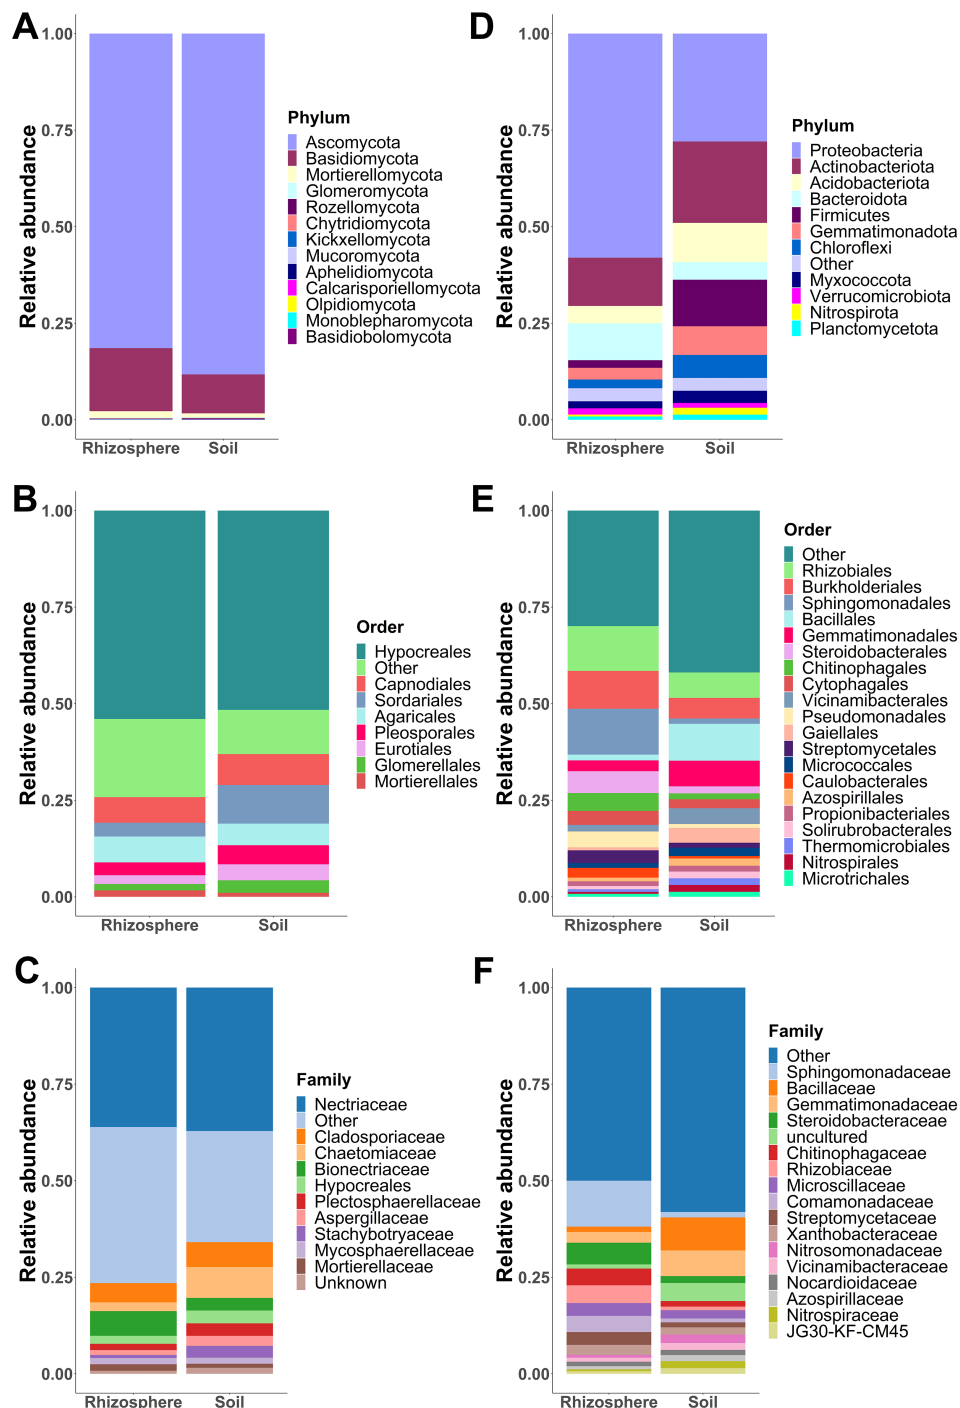 A
1.00
0.75
0.50
0.25
0.00
Relative abundance
Rhizosphere
Soil
Phylum
Ascomycota
Basidiomycota
Mortierellomycota
Glomeromycota
Rozellomycota
Chytridiomycota
Kickxellomycota
Mucoromycota
Aphelidiomycota
Calcarisporiellomycota
Olpidiomycota
Monoblepharomycota
Basidiobolomycota
D
1.00
0.75
0.50
0.25
0.00
Relative abundance
Rhizosphere
Soil
Phylum
Proteobacteria
Actinobacteriota
Acidobacteriota
Bacteroidota
Firmicutes
Gemmatimonadota
Chloroflexi
Other
Myxococcota
Verrucomicrobiota
Nitrospirota
Planctomycetota
B
1.00
0.75
0.50
0.25
0.00
Relative abundance
Rhizosphere
Soil
Order
Hypocreales
Other
Capnodiales
Sordariales
Agaricales
Pleosporales
Eurotiales
Glomerellales
Mortierellales
E
1.00
0.75
0.50
0.25
0.00
Relative abundance
Rhizosphere
Soil
Order
Other
Rhizobiales
Burkholderiales
Sphingomonadales
Bacillales
Gemmatimonadales
Steroidobacterales
Chitinophagales
Cytophagales
Vicinamibacterales
Pseudomonadales
Gaiellales
Streptomycetales
Micrococcales
Caulobacterales
Azospirillales
Propionibacteriales
Solirubrobacterales
Thermomicrobiales
Nitrospirales
Microtrichales
C
1.00
0.75
0.50
0.25
0.00
Relative abundance
Rhizosphere
Soil
Family
Nectriaceae
Other
Cladosporiaceae
Chaetomiaceae
Bionectriaceae
Hypocreales
Plectosphaerellaceae
Aspergillaceae
Stachybotryaceae
Mycosphaerellaceae
Mortierellaceae
Unknown
F
1.00
0.75
0.50
0.25
0.00
Relative abundance
Rhizosphere
Soil
Family
Other
Sphingomonadaceae
Bacillaceae
Gemmatimonadaceae
Steroidobacteraceae
uncultured
Chitinophagaceae
Rhizobiaceae
Microscillaceae
Comamonadaceae
Streptomycetaceae
Xanthobacteraceae
Nitrosomonadaceae
Vicinamibacteraceae
Nocardioidaceae
Azospirillaceae
Nitrospiraceae
JG30-KF-CM45